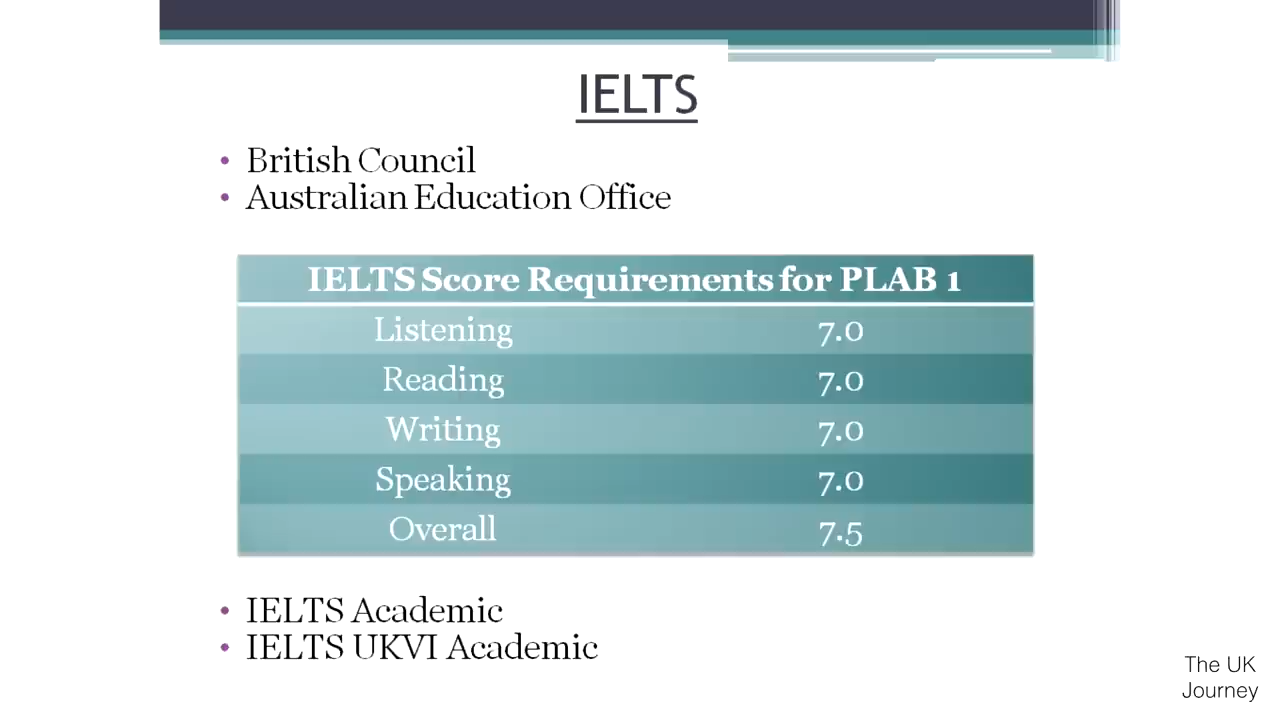 IELTS
• British Council
• Australian Education Office
IELTS Score Requirements for PLAB 1
Listening 7.0
Reading 7.0
Writing 7.0
Speaking 7.0
Overall 7.5
• IELTS Academic
• IELTS UKVI Academic
The UK
Journey